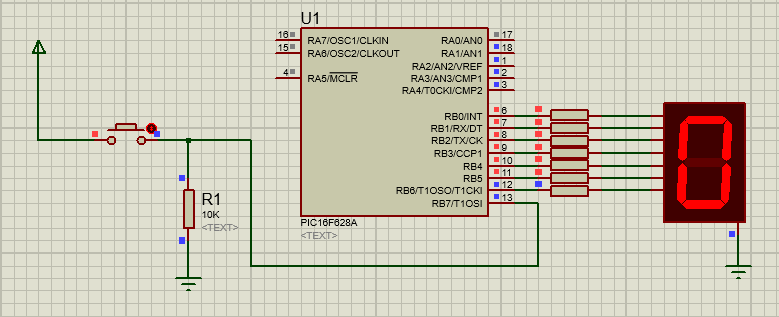 U1
16 RA7/OSC1/CLKIN RA0/AN0 17
15 RA6/OSC2/CLKOUT RA1/AN1 18
RA2/AN2/VREF 1
4 RA5/MCLR RA3/AN3/CMP1 2
RA4/T0CKI/CMP2 3
RB0/INT 6
RB1/RX/DT 7
RB2/TX/CK 8
RB3/CCP1 9
RB4 10
RB5 11
RB6/T1OSO/T1CKI 12
RB7/T1OSI 13
PIC16F628A
<TEXT>
R1
10K
<TEXT>
0